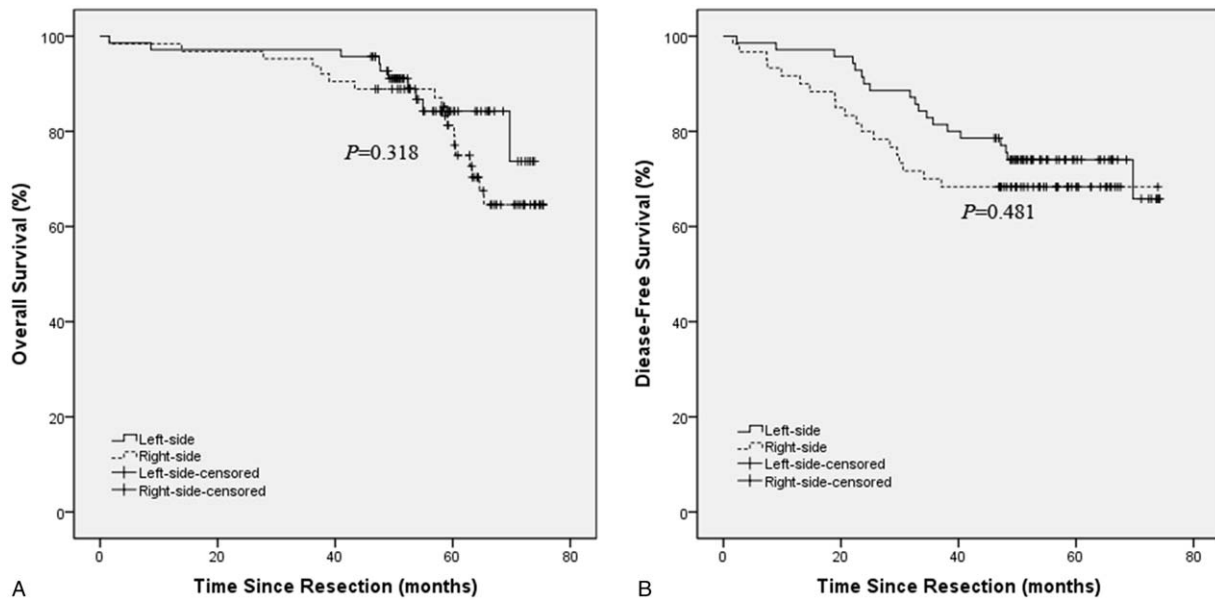 100
80
60
40
20
0
Overall Survival (%)
P=0.318
Left-side
Right-side
Left-side-censored
Right-side-censored
0 20 40 60 80
Time Since Resection (months)
A
100
80
60
40
20
0
Diease-Free Survival (%)
P=0.481
Left-side
Right-side
Left-side-censored
Right-side-censored
0 20 40 60 80
Time Since Resection (months)
B